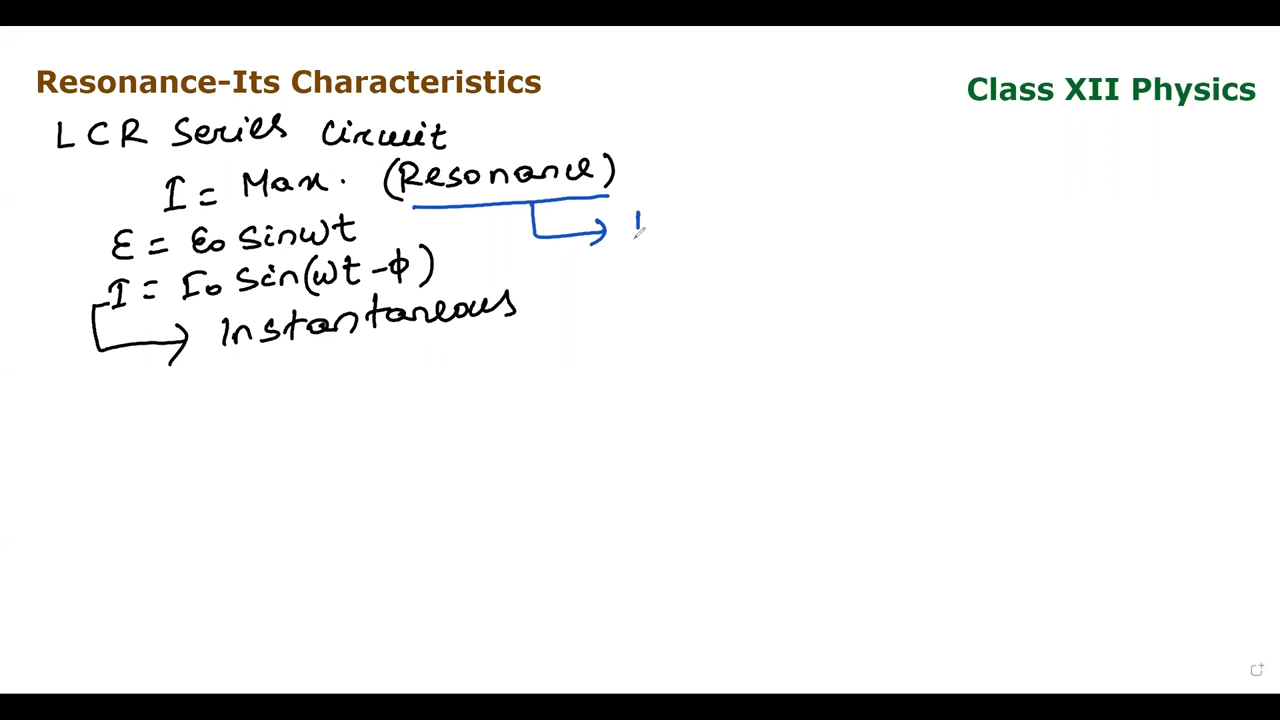 Resonance-Its Characteristics
Class XII Physics
LCR Series Circuit
I = Max. (Resonance)
ε = ε₀ Sinωt
I = I₀ Sin(ωt - φ)
Instantaneous